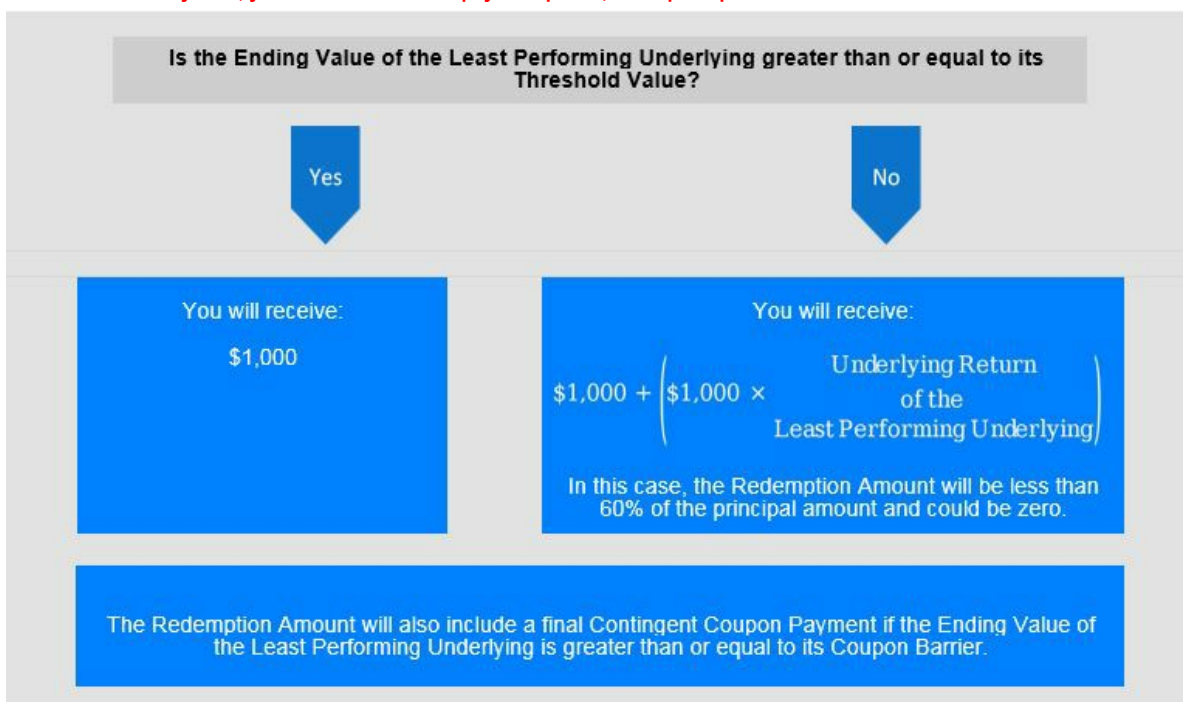 Is the Ending Value of the Least Performing Underlying greater than or equal to its
Threshold Value?
Yes
No
You will receive:
$1,000
You will receive:
$1,000 + ($1,000 × Underlying Return
of the
Least Performing Underlying)
In this case, the Redemption Amount will be less than
60% of the principal amount and could be zero.
The Redemption Amount will also include a final Contingent Coupon Payment if the Ending Value of
the Least Performing Underlying is greater than or equal to its Coupon Barrier.